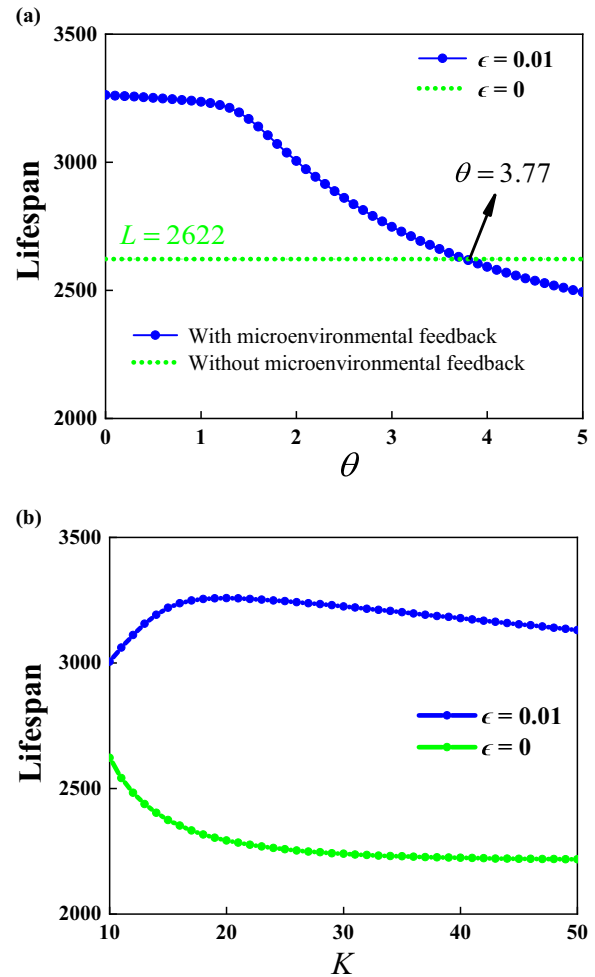 (a)
3500
3000
2500
2000
Lifespan
ϵ = 0.01
ϵ = 0
θ = 3.77
L = 2622
With microenvironmental feedback
Without microenvironmental feedback
0 1 2 3 4 5
θ
(b)
3500
3000
2500
2000
Lifespan
ϵ = 0.01
ϵ = 0
10 20 30 40 50
K